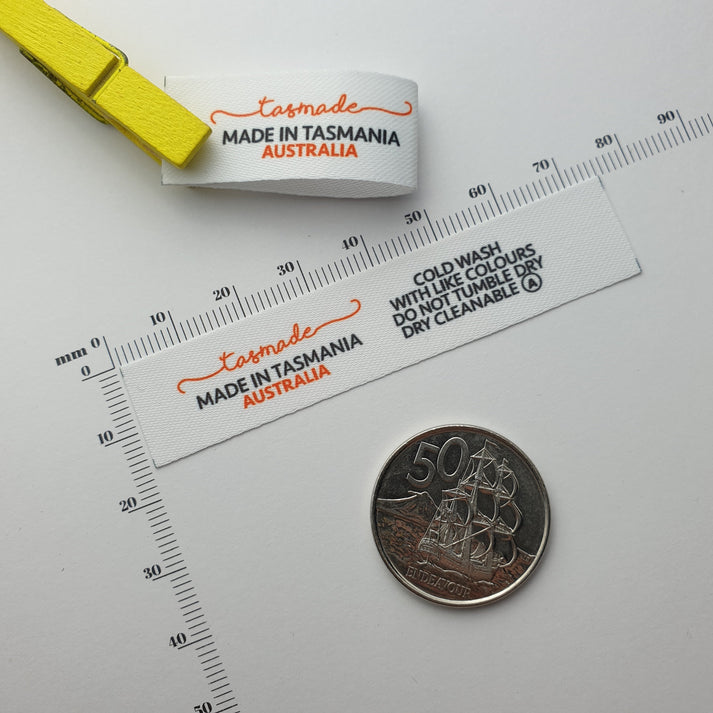 tasmade
MADE IN TASMANIA
AUSTRALIA
mm 0 10 20 30 40 50 60 70 80 90
0
10
20
30
40
50
tasmade
MADE IN TASMANIA
AUSTRALIA
COLD WASH
WITH LIKE COLOURS
DO NOT TUMBLE DRY
DRY CLEANABLE Ⓐ
50
ENDEAVOUR